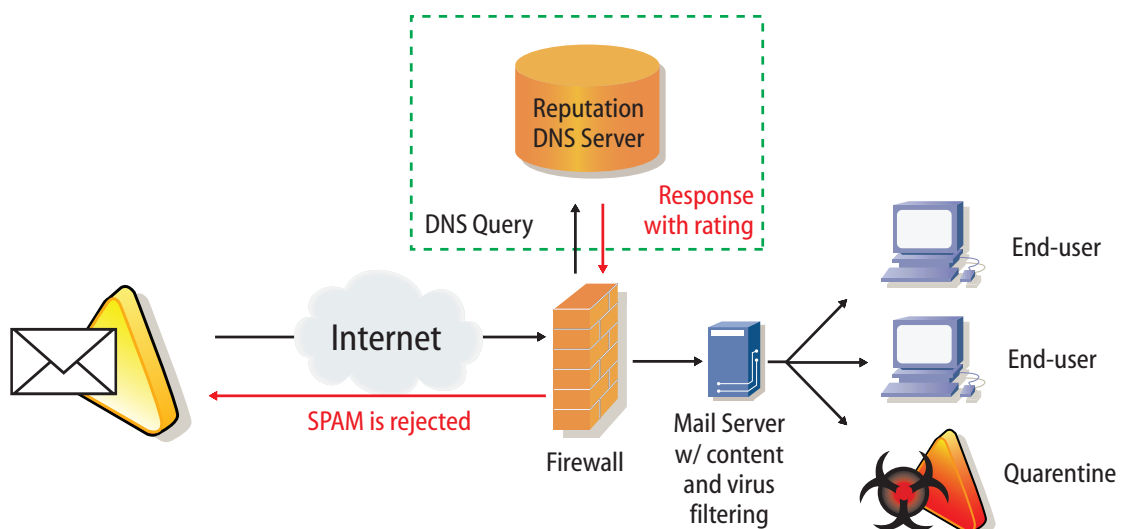 Reputation
DNS Server
DNS Query
Response
with rating
Internet
SPAM is rejected
Firewall
Mail Server
w/ content
and virus
filtering
End-user
End-user
Quarentine